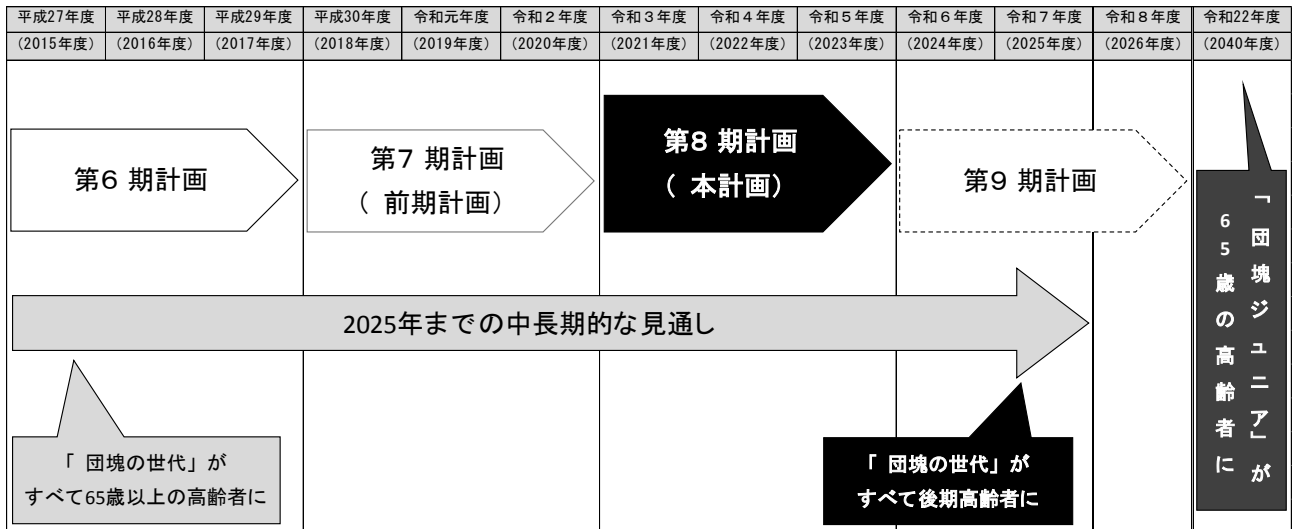 平成27年度 平成28年度 平成29年度 平成30年度 令和元年度 令和２年度 令和３年度 令和４年度 令和５年度 令和６年度 令和７年度 令和８年度 令和22年度
（2015年度） （2016年度） （2017年度） （2018年度） （2019年度） （2020年度） （2021年度） （2022年度） （2023年度） （2024年度） （2025年度） （2026年度） （2040年度）
第６ 期計画
第７ 期計画
（ 前期計画）
第８ 期計画
（ 本計画）
第９ 期計画
2025年までの中長期的な見通し
「 団塊の世代」が
すべて65歳以上の高齢者に
「 団塊の世代」が
すべて後期高齢者に
「団塊ジュニア」が
65歳の高齢者に